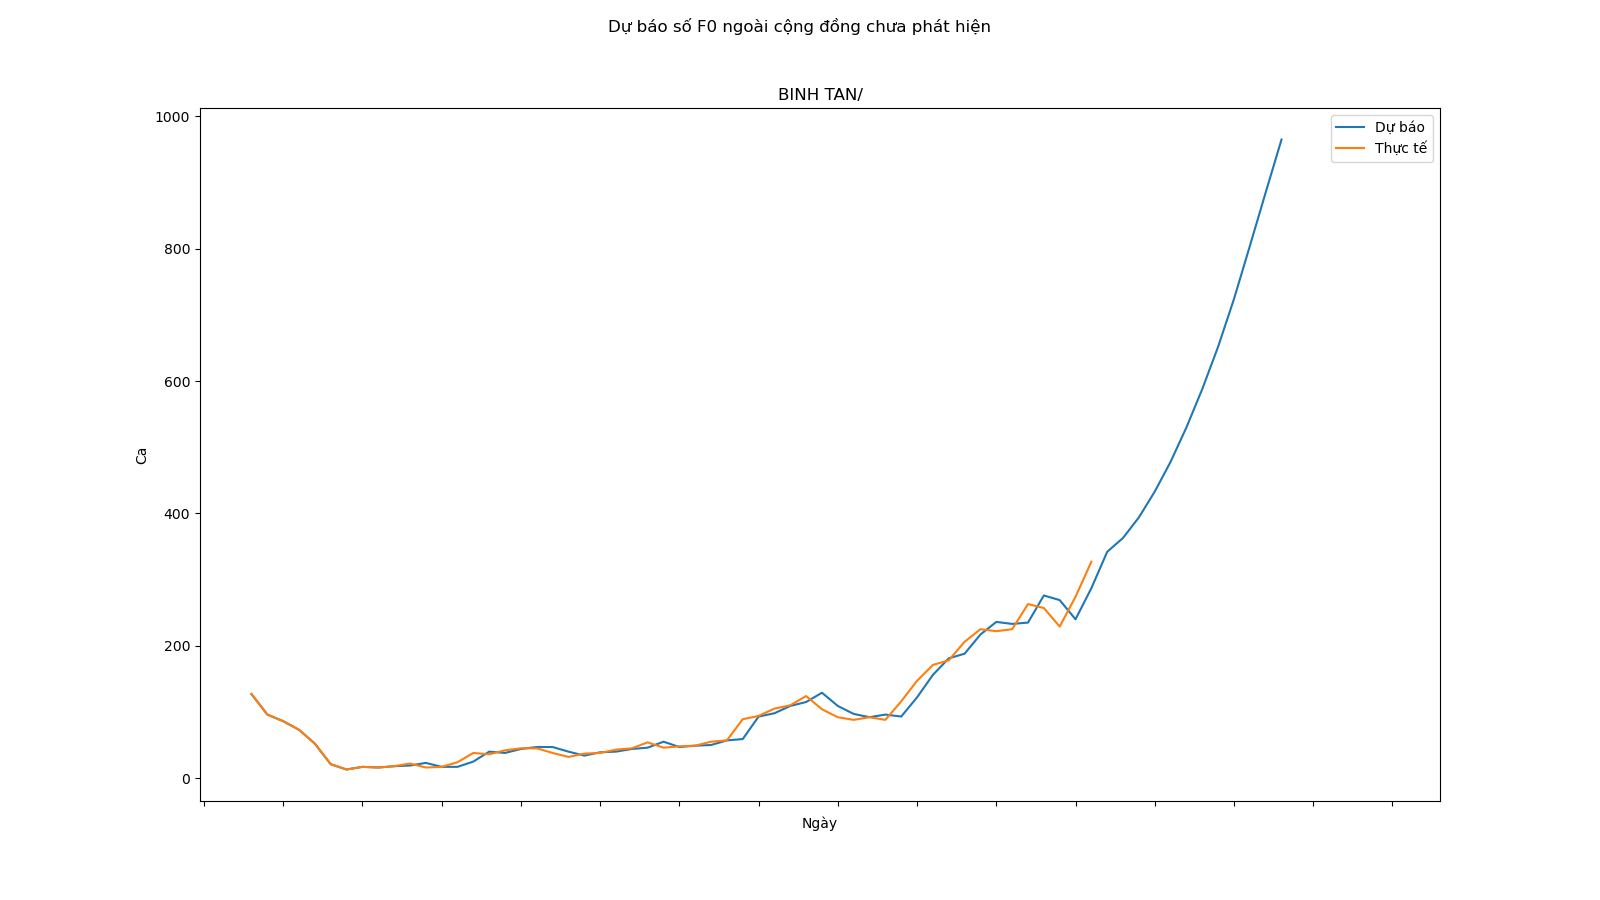 Dự báo số F0 ngoài cộng đồng chưa phát hiện
BINH TAN/
Dự báo
Thực tế
1000
800
600
400
200
0
Ca
Ngày